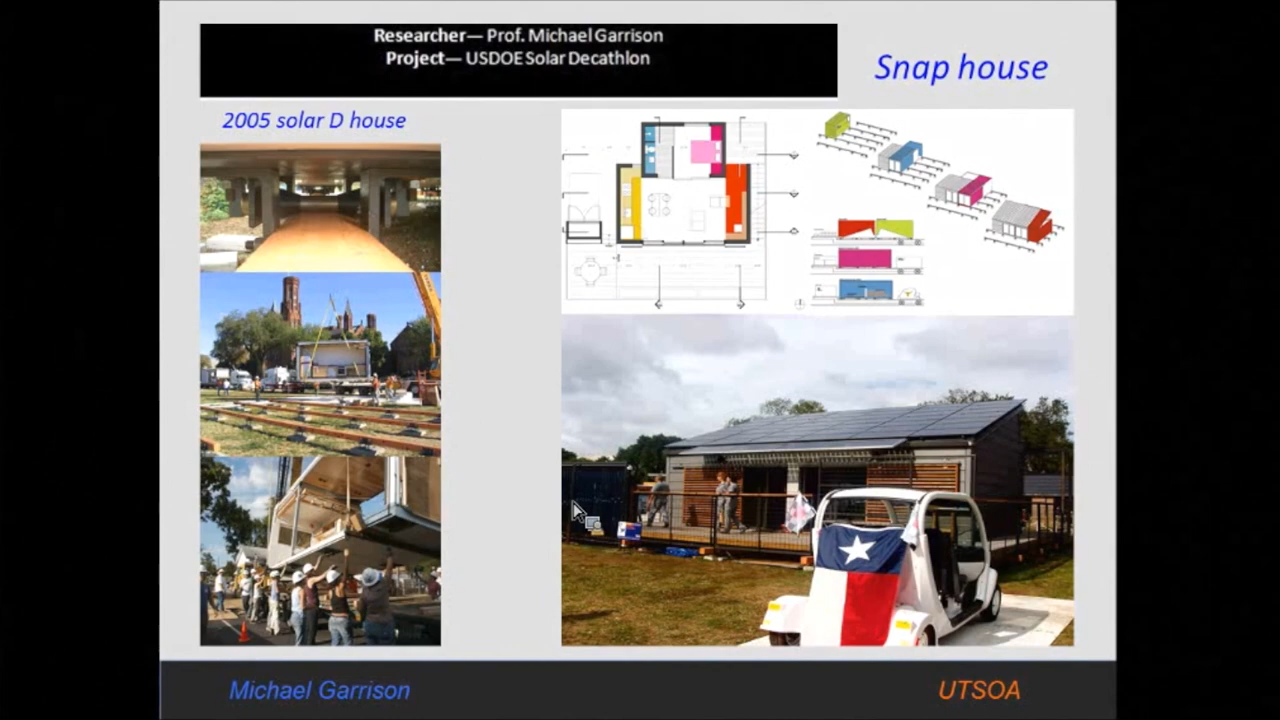 Researcher— Prof. Michael Garrison
Project— USDOE Solar Decathlon
Snap house
2005 solar D house
Michael Garrison
UTSOA